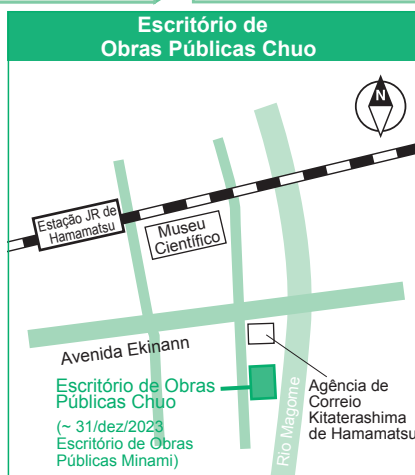 Escritório de
Obras Públicas Chuo
N
Estação JR de
Hamamatsu
Museu
Científico
Avenida Ekinann
Escritório de Obras
Públicas Chuo
(~ 31/dez/2023
Escritório de Obras
Públicas Minami)
Rio Magome
Agência de
Correio
Kitaterashima
de Hamamatsu